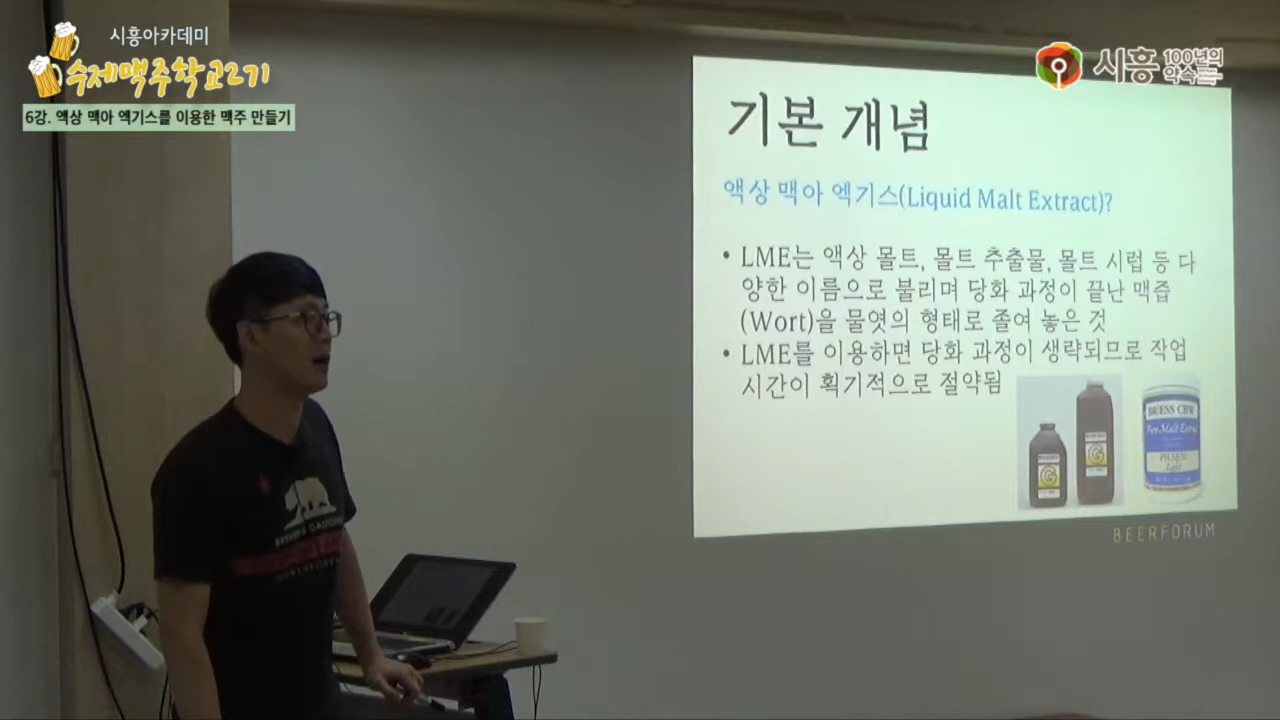 시흥아카데미
수제맥주학교2기
6강. 액상 맥아 엑기스를 이용한 맥주 만들기
시흥 100년의 약속
기본 개념
액상 맥아 엑기스(Liquid Malt Extract)?
• LME는 액상 몰트, 몰트 추출물, 몰트 시럽 등 다
양한 이름으로 불리며 당화 과정이 끝난 맥즙
(Wort)을 물엿의 형태로 졸여 놓은 것
• LME를 이용하면 당화 과정이 생략되므로 작업
시간이 획기적으로 절약됨
G
G
Pure Malt
PILSEN
Light
BEERFORUM